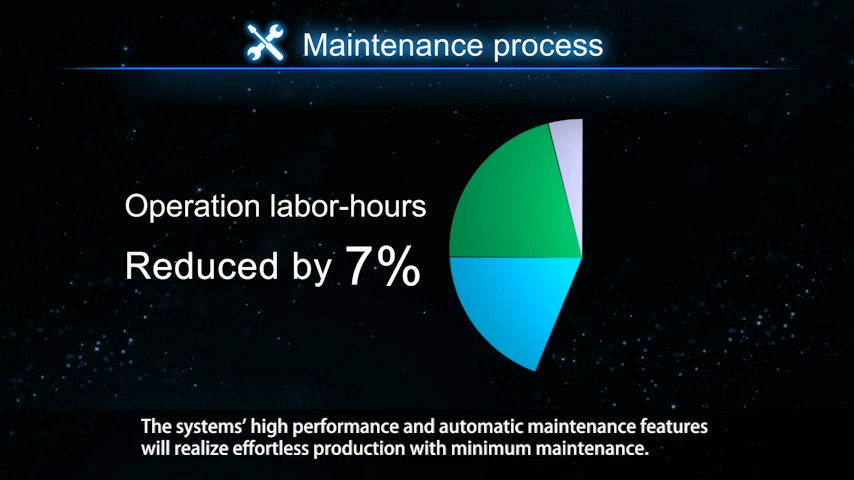 Maintenance process
Operation labor-hours
Reduced by 7%
The systems’ high performance and automatic maintenance features
will realize effortless production with minimum maintenance.